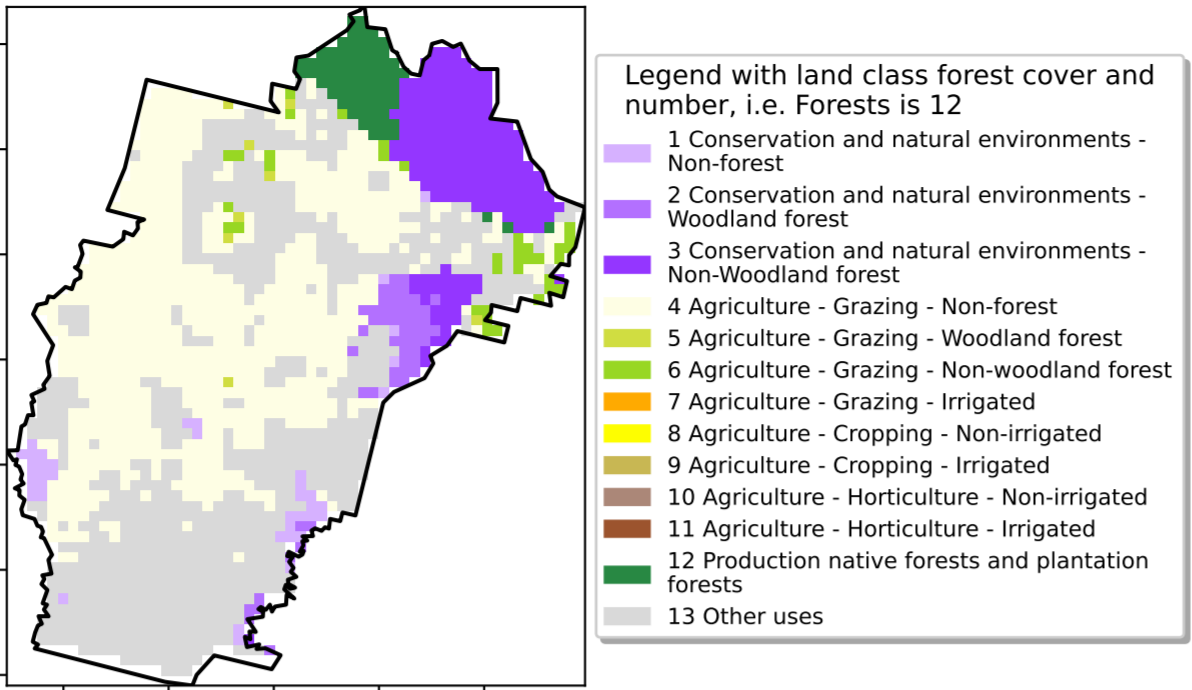 Legend with land class forest cover and
number, i.e. Forests is 12
1 Conservation and natural environments -
Non-forest
2 Conservation and natural environments -
Woodland forest
3 Conservation and natural environments -
Non-Woodland forest
4 Agriculture - Grazing - Non-forest
5 Agriculture - Grazing - Woodland forest
6 Agriculture - Grazing - Non-woodland forest
7 Agriculture - Grazing - Irrigated
8 Agriculture - Cropping - Non-irrigated
9 Agriculture - Cropping - Irrigated
10 Agriculture - Horticulture - Non-irrigated
11 Agriculture - Horticulture - Irrigated
12 Production native forests and plantation
forests
13 Other uses